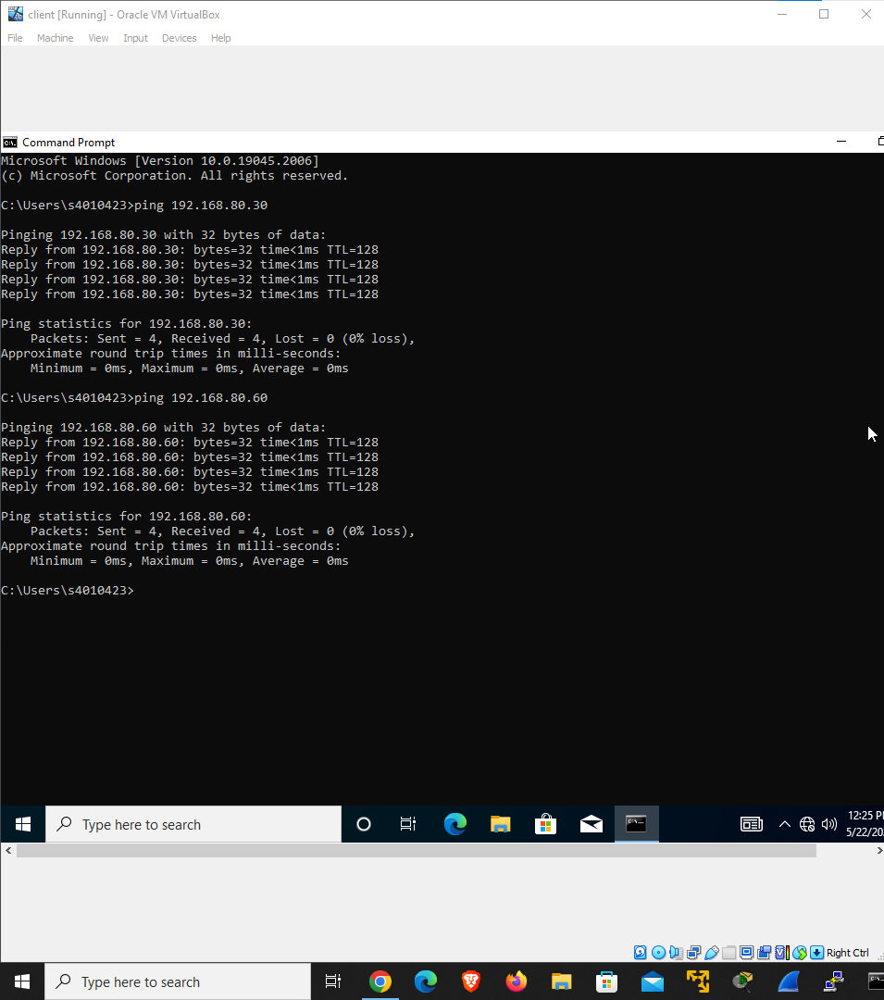 client [Running] - Oracle VM VirtualBox
File Machine View Input Devices Help
Command Prompt
Microsoft Windows [Version 10.0.19045.2006]
(c) Microsoft Corporation. All rights reserved.
C:\Users\s4010423>ping 192.168.80.30
Pinging 192.168.80.30 with 32 bytes of data:
Reply from 192.168.80.30: bytes=32 time<1ms TTL=128
Reply from 192.168.80.30: bytes=32 time<1ms TTL=128
Reply from 192.168.80.30: bytes=32 time<1ms TTL=128
Reply from 192.168.80.30: bytes=32 time<1ms TTL=128
Ping statistics for 192.168.80.30:
Packets: Sent = 4, Received = 4, Lost = 0 (0% loss),
Approximate round trip times in milli-seconds:
Minimum = 0ms, Maximum = 0ms, Average = 0ms
C:\Users\s4010423>ping 192.168.80.60
Pinging 192.168.80.60 with 32 bytes of data:
Reply from 192.168.80.60: bytes=32 time<1ms TTL=128
Reply from 192.168.80.60: bytes=32 time<1ms TTL=128
Reply from 192.168.80.60: bytes=32 time<1ms TTL=128
Reply from 192.168.80.60: bytes=32 time<1ms TTL=128
Ping statistics for 192.168.80.60:
Packets: Sent = 4, Received = 4, Lost = 0 (0% loss),
Approximate round trip times in milli-seconds:
Minimum = 0ms, Maximum = 0ms, Average = 0ms
C:\Users\s4010423>
Type here to search
12:25
5/22/
Right Ctrl
Type here to search